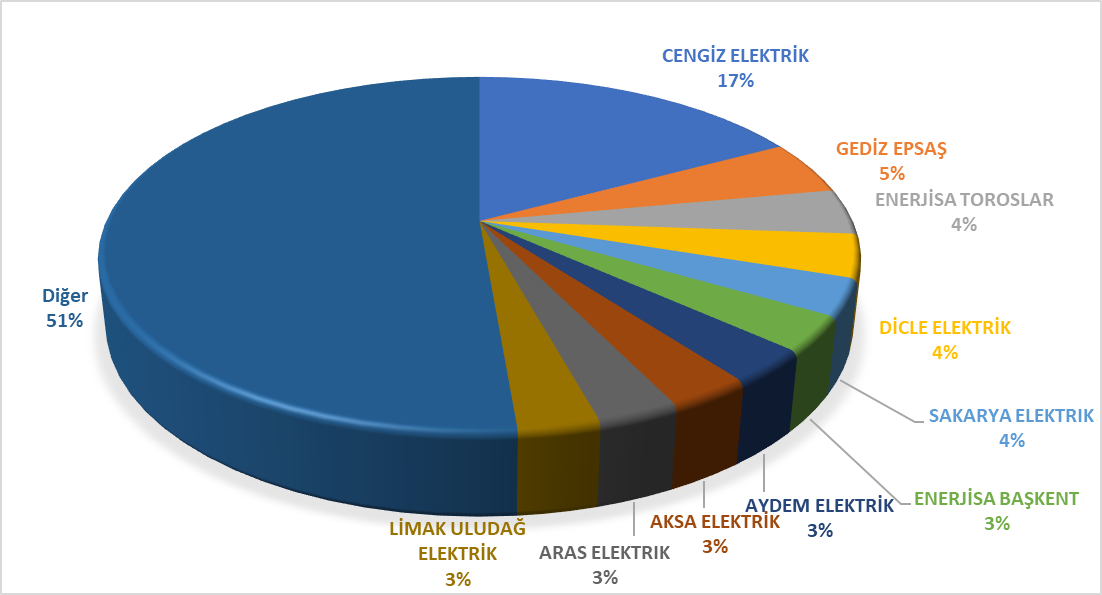 CENGİZ ELEKTRİK
17%
GEDİZ EPSAŞ
5%
ENERJİSA TOROSLAR
4%
DİCLE ELEKTRİK
4%
SAKARYA ELEKTRIK
4%
ENERJİSA BAŞKENT
3%
AYDEM ELEKTRİK
3%
AKSA ELEKTRİK
3%
ARAS ELEKTRIK
3%
LİMAK ULUDAĞ
ELEKTRİK
3%
Diğer
51%